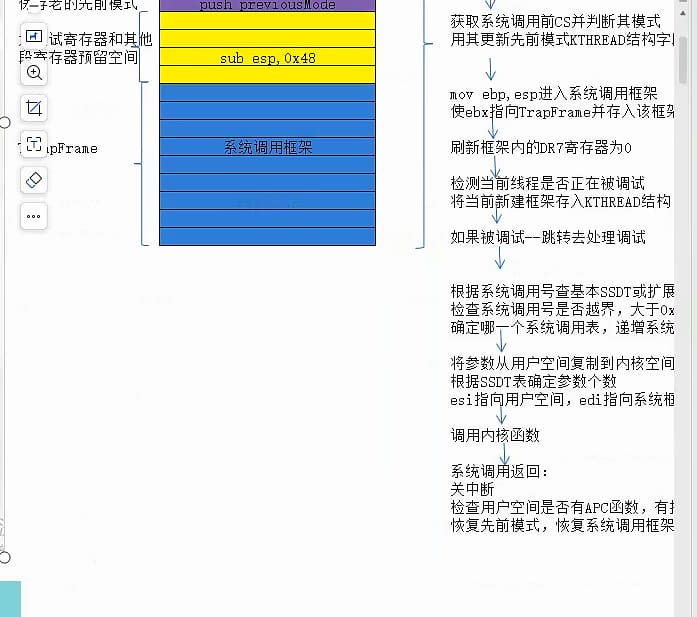 保存老的先前模式
push previousMode
试寄存器和其他
段寄存器预留空间
sub esp,0x48
TrapFrame
系统调用框架
获取系统调用前CS并判断其模式
用其更新先前模式KTHREAD结构字
mov ebp,esp进入系统调用框架
使ebx指向TrapFrame并存入该框架
刷新框架内的DR7寄存器为0
检测当前线程是否正在被调试
将当前新建框架存入KTHREAD结构
如果被调试--跳转去处理调试
根据系统调用号查基本SSDT或扩展
检查系统调用号是否越界，大于0x
确定哪一个系统调用表，递增系统
将参数从用户空间复制到内核空间
根据SSDT表确定参数个数
esi指向用户空间，edi指向系统框
调用内核函数
系统调用返回：
关中断
检查用户空间是否有APC函数，有
恢复先前模式，恢复系统调用框架